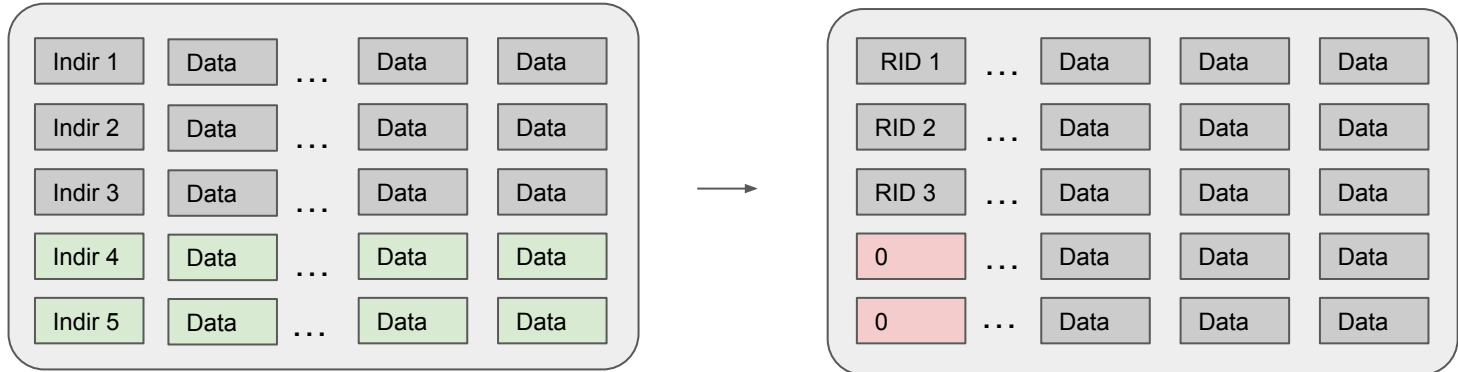 Indir 1 Data ... Data Data
Indir 2 Data ... Data Data
Indir 3 Data ... Data Data
Indir 4 Data ... Data Data
Indir 5 Data ... Data Data
RID 1 ... Data Data Data
RID 2 ... Data Data Data
RID 3 ... Data Data Data
0 ... Data Data Data
0 ... Data Data Data